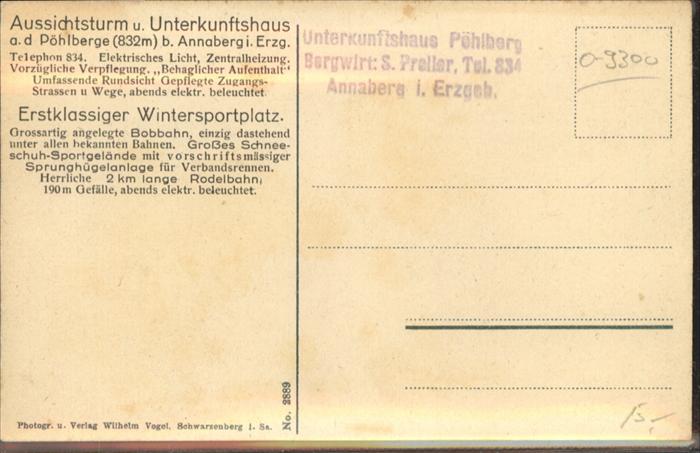 Aussichtsturm u. Unterkunftshaus
a. d Pöhlberge (832m) b. Annaberg i. Erzg.
Telephon 834. Elektrisches Licht, Zentralheizung.
Vorzügliche Verpflegung. „Behaglicher Aufenthalt“
Umfassende Rundsicht Gepflegte Zugangs-
Strassen u Wege, abends elektr. beleuchtet.
Erstklassiger Wintersportplatz.
Grossartig angelegte Bobbahn, einzig dastehend
unter allen bekannten Bahnen. Großes Schnee-
schuh-Sportgelände mit vorschriftsmässiger
Sprunghügelanlage für Verbandsrennen.
Herrliche 2 km lange Rodelbahn,
190 m Gefälle, abends elektr. beleuchtet.
Photogr. u. Verlag Wilhelm Vogel, Schwarzenberg i. Sa.
No. 2889
Unterkunftshaus Pöhlberg
Bergwirt: S. Preller, Tel. 834
Annaberg i. Erzgeb.
0-9300
15,-